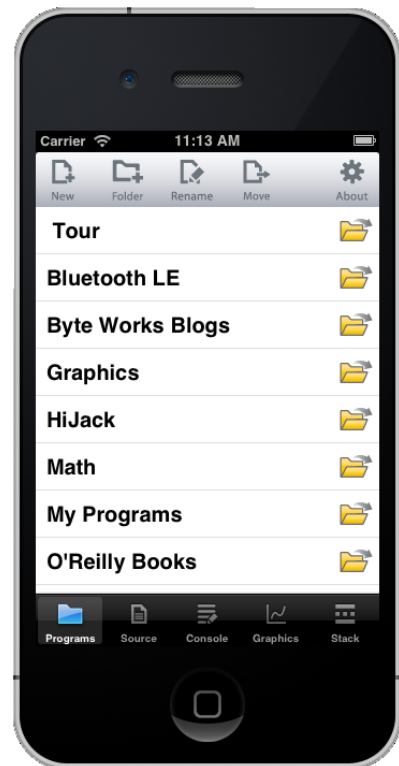 Carrier 11:13 AM
New Folder Rename Move About
Tour
Bluetooth LE
Byte Works Blogs
Graphics
HiJack
Math
My Programs
O'Reilly Books
Programs Source Console Graphics Stack